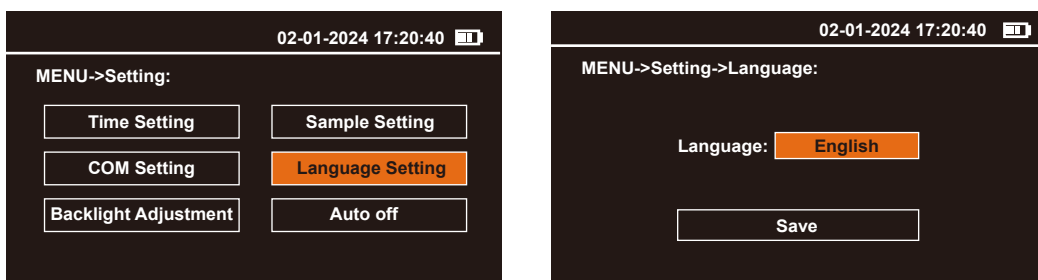 02-01-2024 17:20:40
MENU->Setting:
Time Setting
Sample Setting
COM Setting
Language Setting
Backlight Adjustment
Auto off
02-01-2024 17:20:40
MENU->Setting->Language:
Language: English
Save